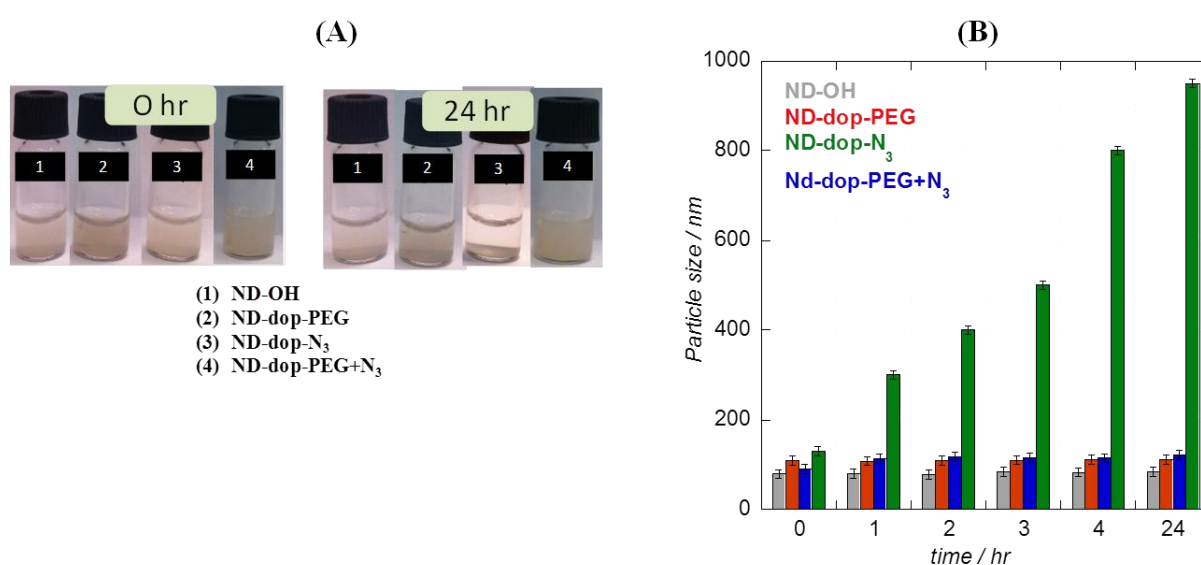 (A)
O hr
1 2 3 4
24 hr
1 2 3 4
(1) ND-OH
(2) ND-dop-PEG
(3) ND-dop-N₃
(4) ND-dop-PEG+N₃
(B)
1000
800
600
400
200
0
Particle size / nm
ND-OH
ND-dop-PEG
ND-dop-N₃
Nd-dop-PEG+N₃
0 1 2 3 4 24
time / hr